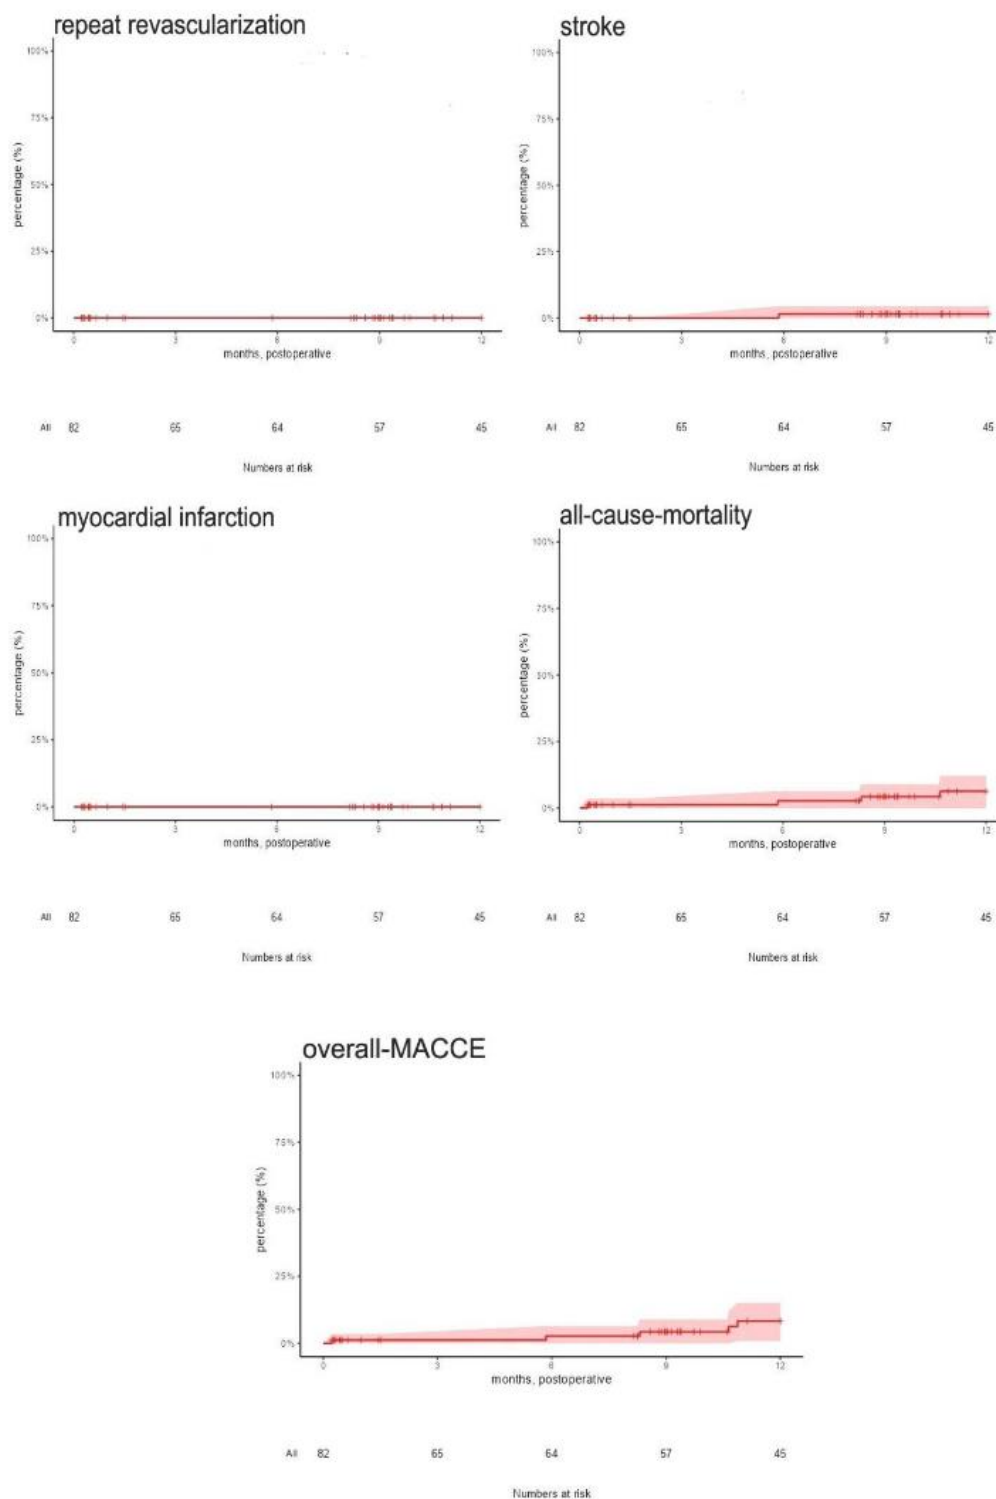 repeat revascularization
100%
75%
50%
25%
0%
percentage (%)
0 3 6 9 12
months, postoperative
All 82 65 64 57 45
Numbers at risk
stroke
100%
75%
50%
25%
0%
percentage (%)
0 3 6 9 12
months, postoperative
All 82 65 64 57 45
Numbers at risk
myocardial infarction
100%
75%
50%
25%
0%
percentage (%)
0 3 6 9 12
months, postoperative
All 82 65 64 57 45
Numbers at risk
all-cause-mortality
100%
75%
50%
25%
0%
percentage (%)
0 3 6 9 12
months, postoperative
All 82 65 64 57 45
Numbers at risk
overall-MACCE
100%
75%
50%
25%
0%
percentage (%)
0 3 6 9 12
months, postoperative
All 82 65 64 57 45
Numbers at risk